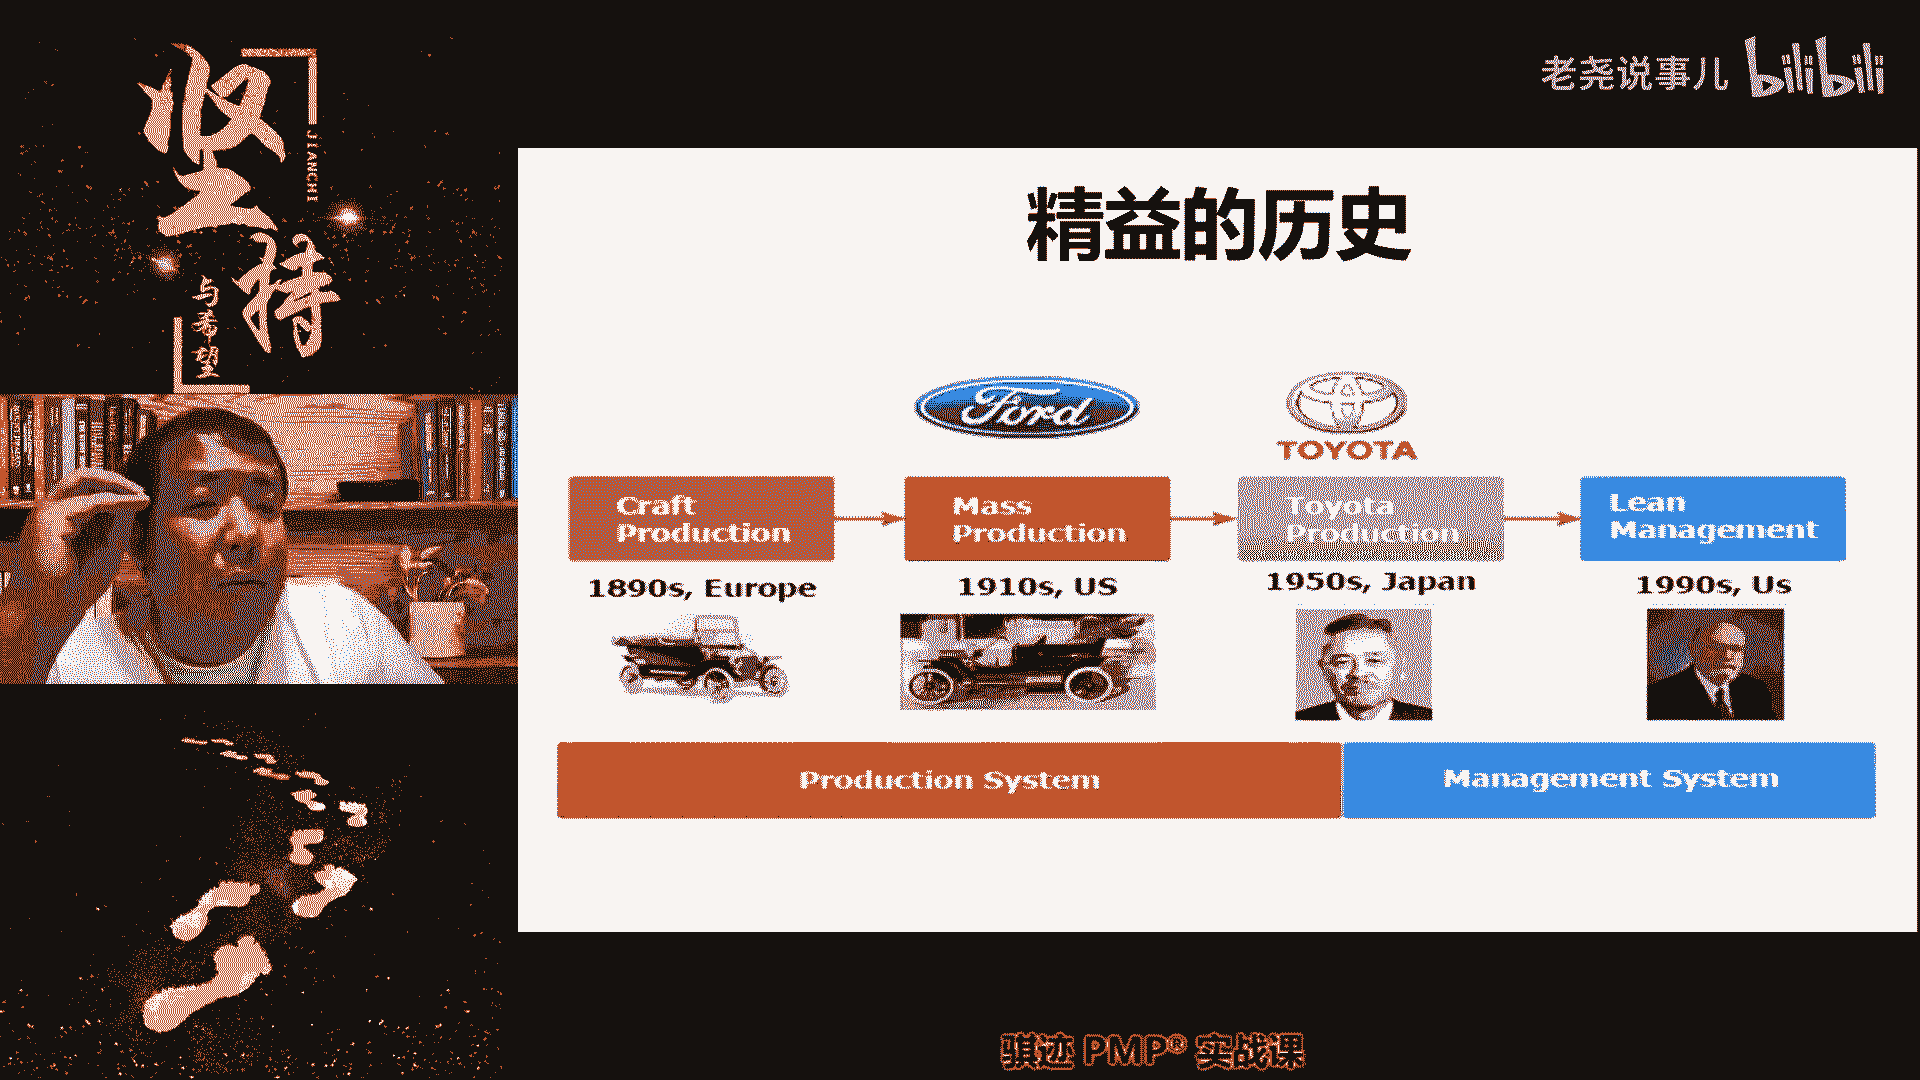 坚持
JIANCHI
与希望
老尧说事儿 bilibili
精益的历史
Ford
TOYOTA
Craft
Production
Mass
Production
Toyota
Production
Lean
Management
1890s, Europe
1910s, US
1950s, Japan
1990s, Us
Production System
Management System
骐迹 PMP® 实战课